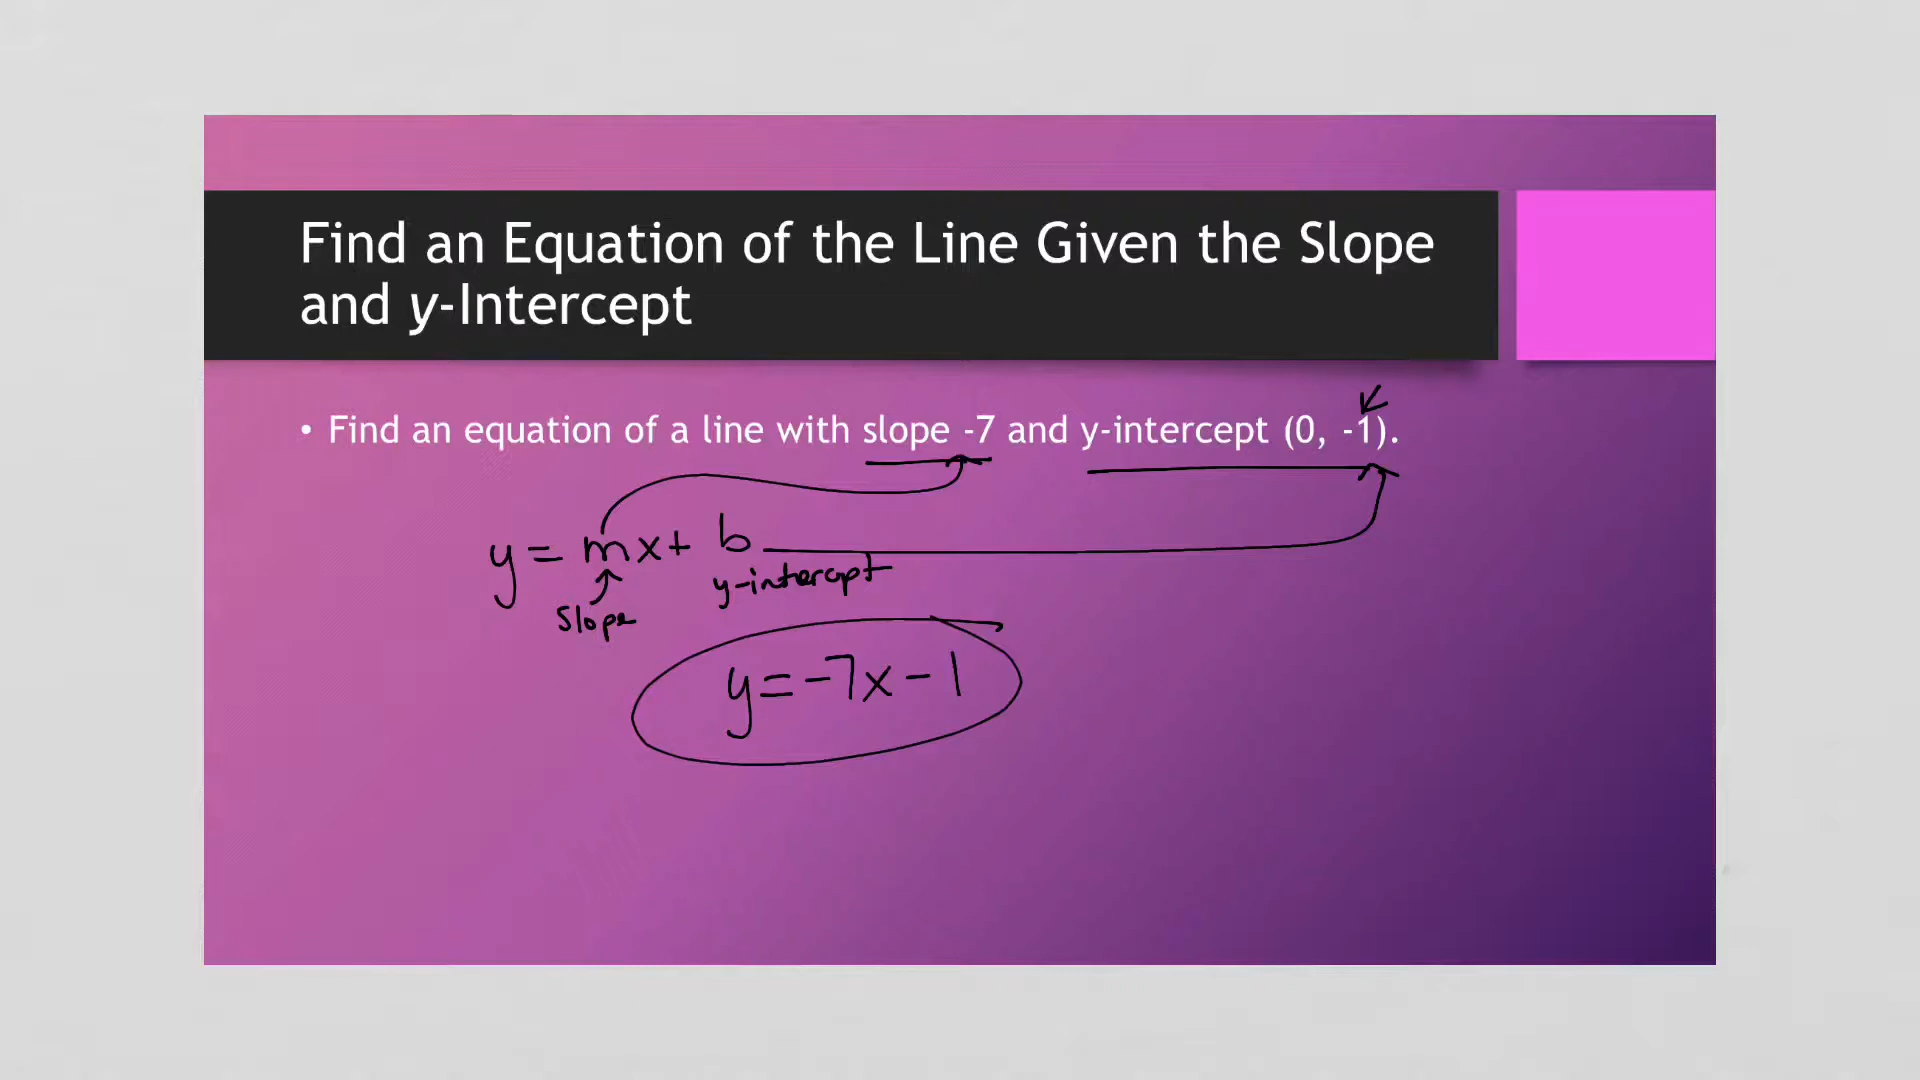 Find an Equation of the Line Given the Slope
and y-Intercept
• Find an equation of a line with slope -7 and y-intercept (0, -1).
y = mx + b
y-intercept
slope
y = -7x - 1